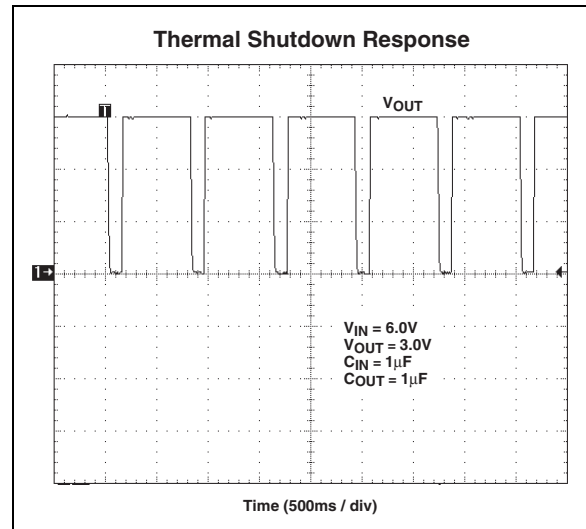 Thermal Shutdown Response
T
VOUT
1→
VIN = 6.0V
VOUT = 3.0V
CIN = 1µF
COUT = 1µF
Time (500ms / div)